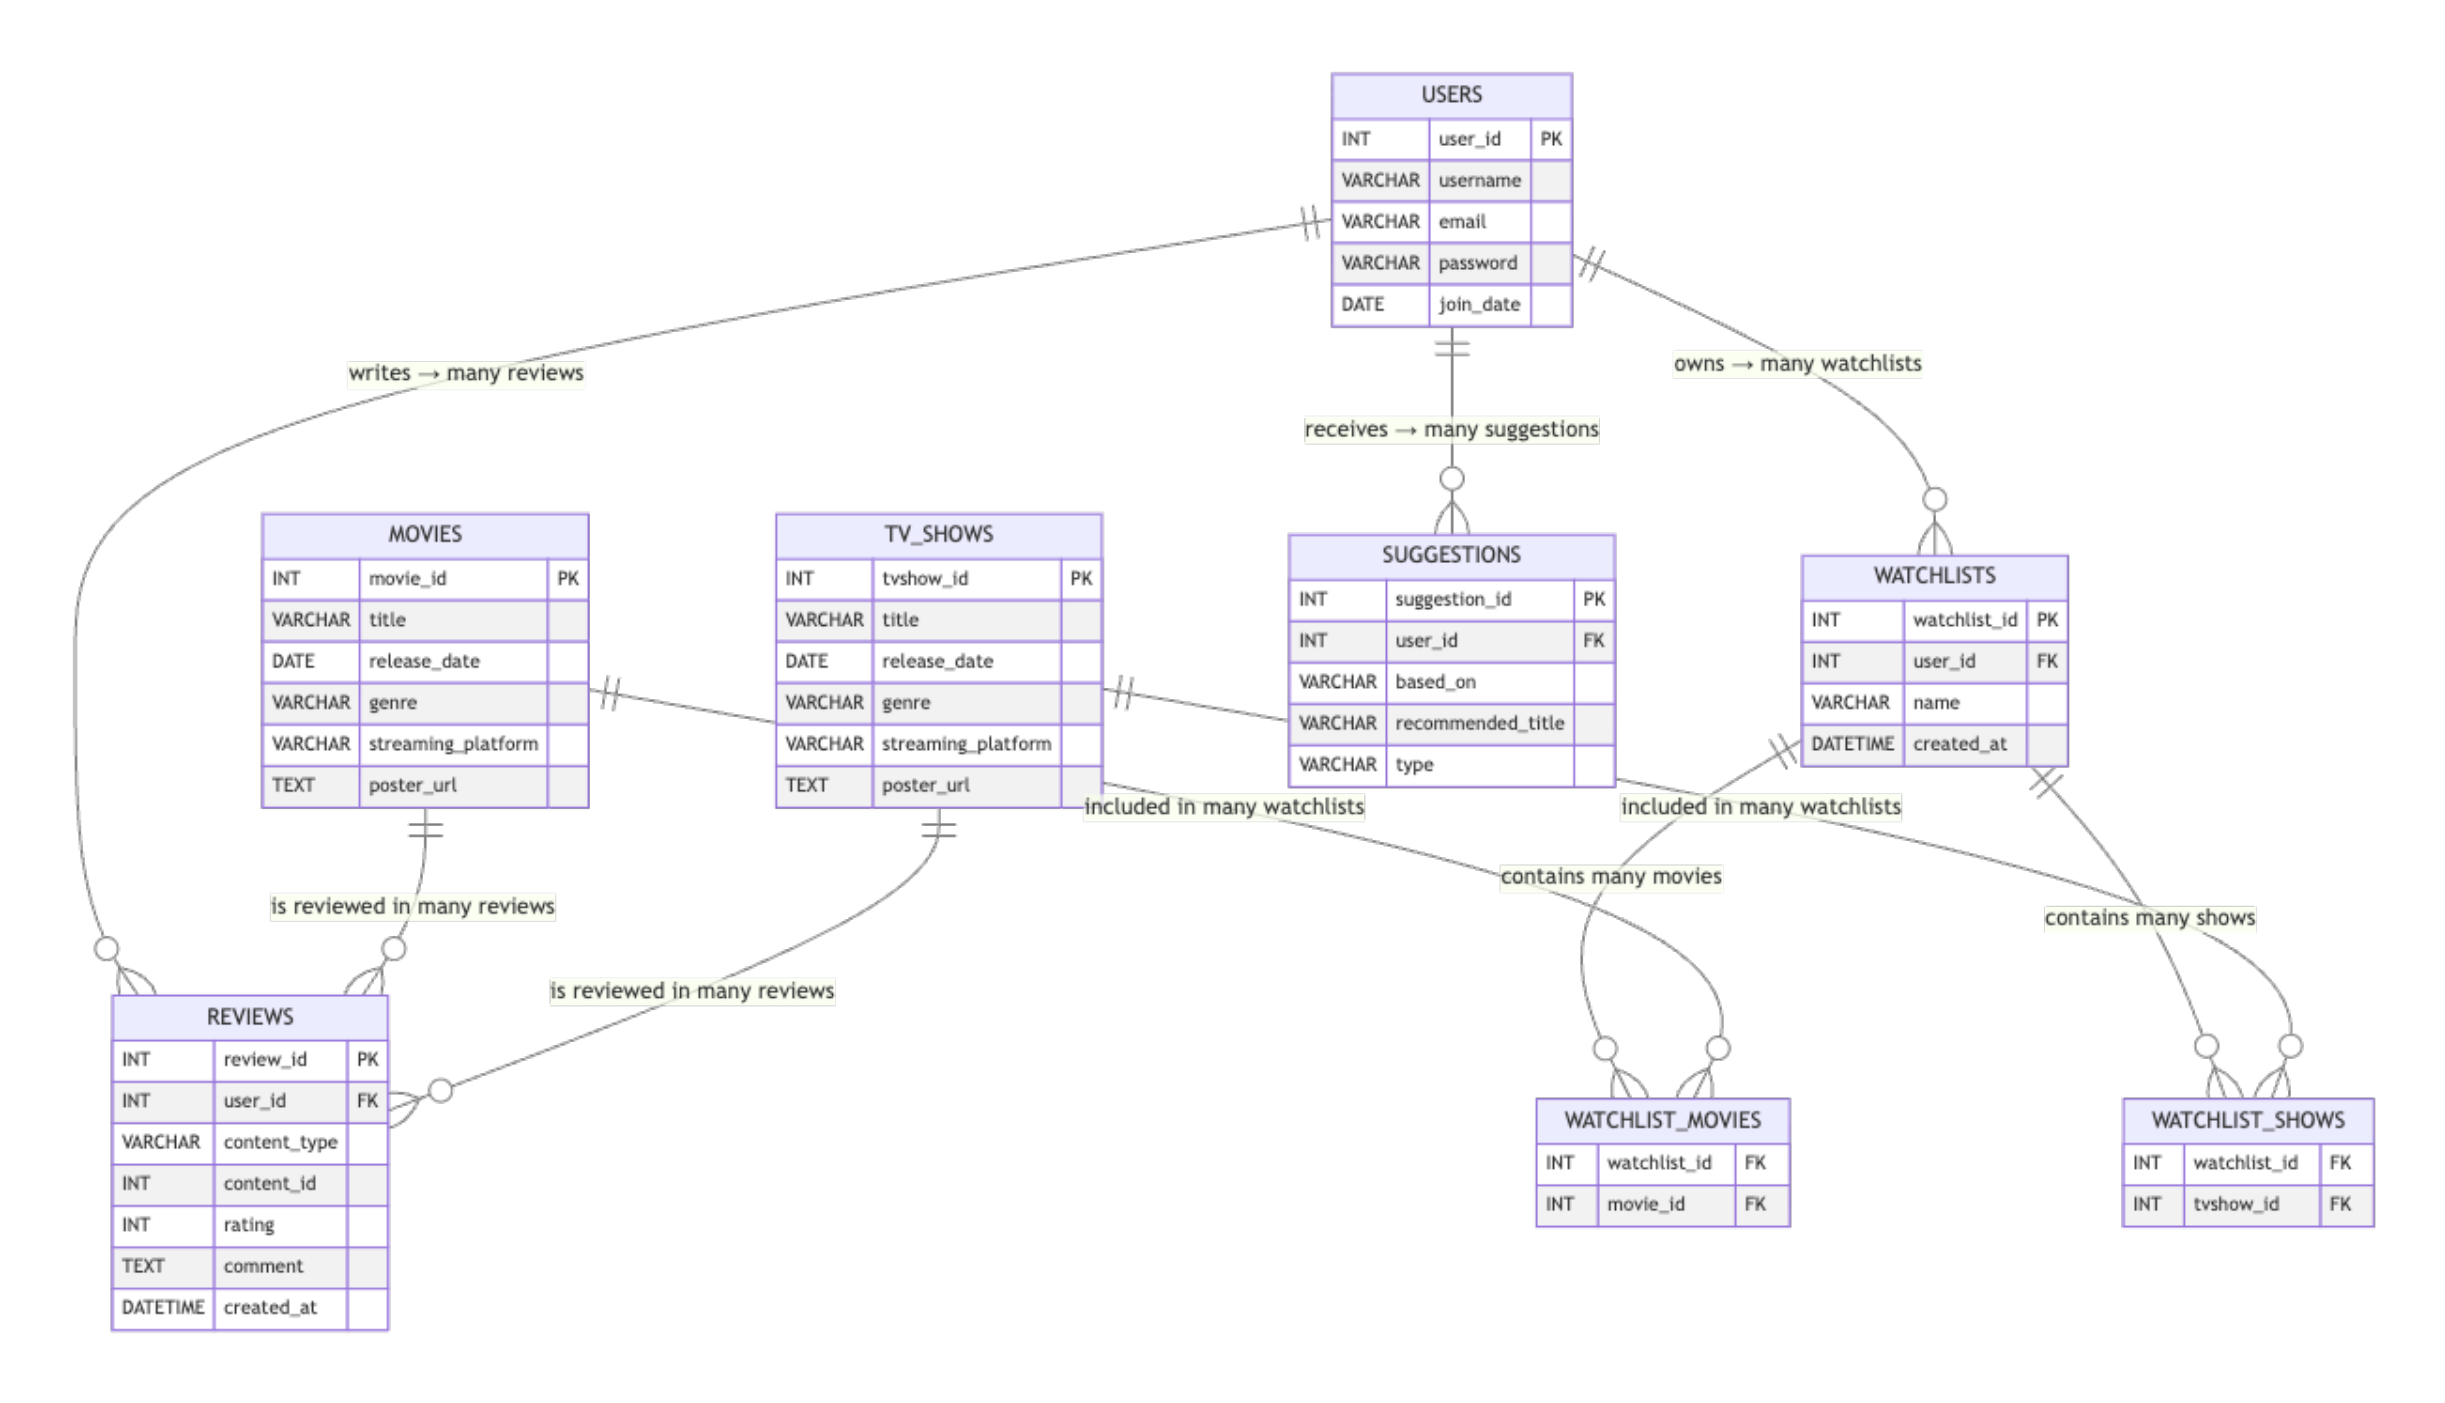 USERS
INT user_id PK
VARCHAR username
VARCHAR email
VARCHAR password
DATE join_date
writes → many reviews
owns → many watchlists
receives → many suggestions
MOVIES
INT movie_id PK
VARCHAR title
DATE release_date
VARCHAR genre
VARCHAR streaming_platform
TEXT poster_url
TV_SHOWS
INT tvshow_id PK
VARCHAR title
DATE release_date
VARCHAR genre
VARCHAR streaming_platform
TEXT poster_url
SUGGESTIONS
INT suggestion_id PK
INT user_id FK
VARCHAR based_on
VARCHAR recommended_title
VARCHAR type
WATCHLISTS
INT watchlist_id PK
INT user_id FK
VARCHAR name
DATETIME created_at
included in many watchlists
included in many watchlists
contains many movies
is reviewed in many reviews
contains many shows
is reviewed in many reviews
REVIEWS
INT review_id PK
INT user_id FK
VARCHAR content_type
INT content_id
INT rating
TEXT comment
DATETIME created_at
WATCHLIST_MOVIES
INT watchlist_id FK
INT movie_id FK
WATCHLIST_SHOWS
INT watchlist_id FK
INT tvshow_id FK